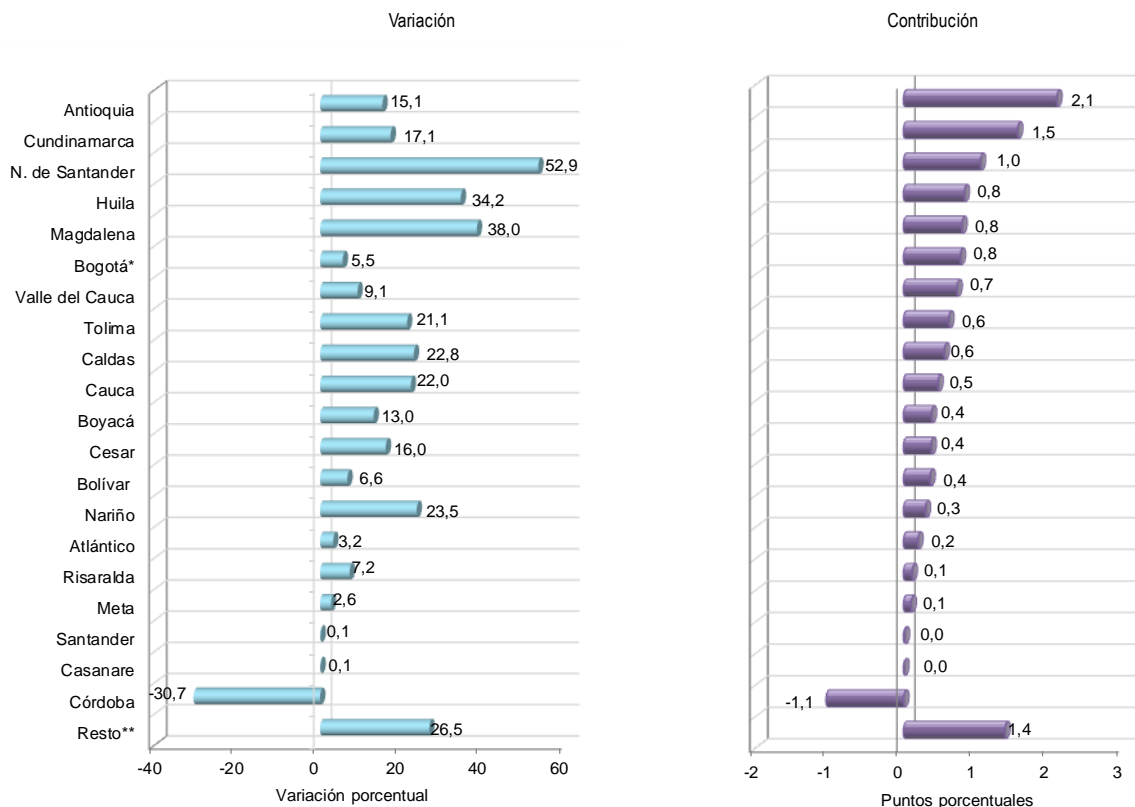 Variación
Contribución
Antioquia 15,1 2,1
Cundinamarca 17,1 1,5
N. de Santander 52,9 1,0
Huila 34,2 0,8
Magdalena 38,0 0,8
Bogotá* 5,5 0,8
Valle del Cauca 9,1 0,7
Tolima 21,1 0,6
Caldas 22,8 0,6
Cauca 22,0 0,5
Boyacá 13,0 0,4
Cesar 16,0 0,4
Bolívar 6,6 0,4
Nariño 23,5 0,3
Atlántico 3,2 0,2
Risaralda 7,2 0,1
Meta 2,6 0,1
Santander 0,1 0,0
Casanare 0,1 0,0
Córdoba -30,7 -1,1
Resto** 26,5 1,4
-40 -20 0 20 40 60
-2 -1 0 1 2 3
Variación porcentual
Puntos porcentuales